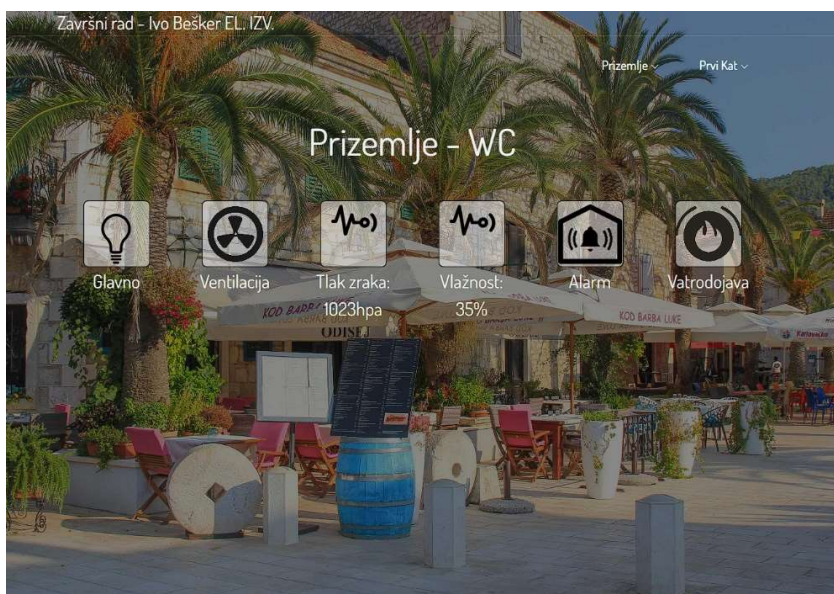 Završni rad - Ivo Bešker EL. IZV.
Prizemlje
Prvi Kat
Prizemlje - WC
Glavno
Ventilacija
Tlak zraka:
1023hpa
Vlažnost:
35%
Alarm
Vatrodojava
KOD BARBA LUKE
ODISEJ
KOD BARBA LUKE
Karlovačko